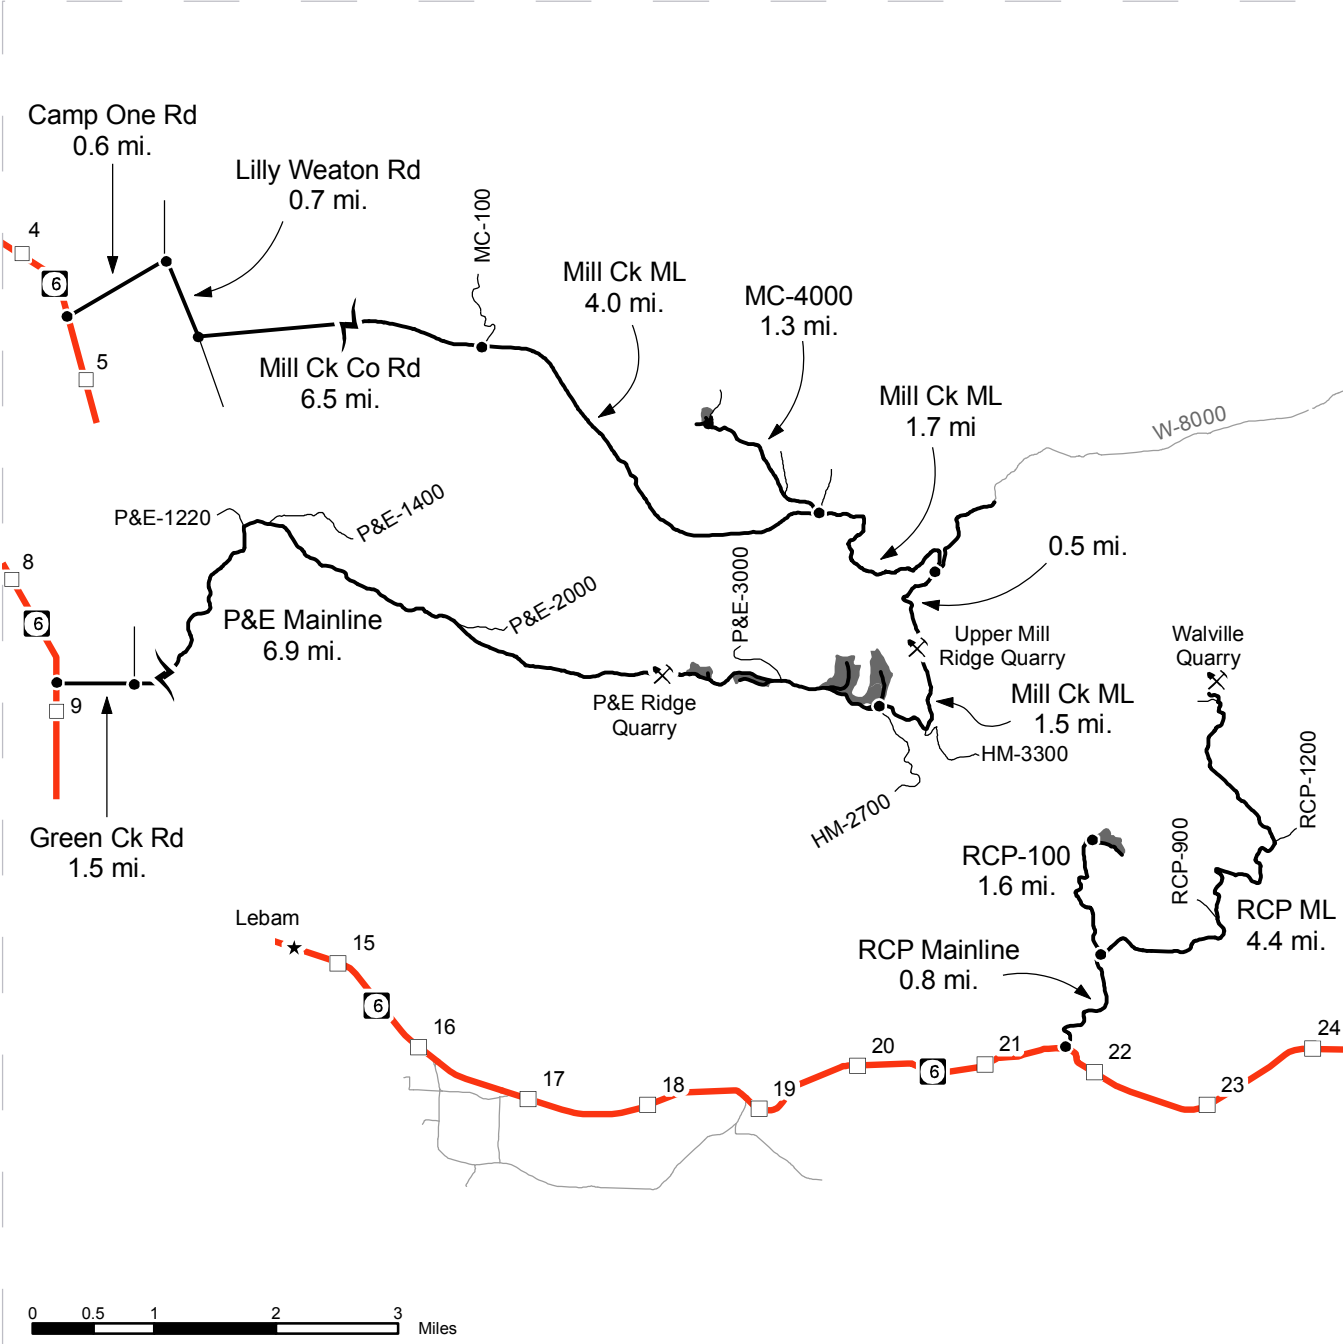 Camp One Rd
0.6 mi.
Lilly Weaton Rd
0.7 mi.
MC-100
4
6
5
Mill Ck ML
4.0 mi.
MC-4000
1.3 mi.
Mill Ck Co Rd
6.5 mi.
Mill Ck ML
1.7 mi
W-8000
P&E-1220
P&E-1400
8
6
9
P&E Mainline
6.9 mi.
P&E-2000
P&E-3000
0.5 mi.
Upper Mill
Ridge Quarry
Walville
Quarry
P&E Ridge
Quarry
Mill Ck ML
1.5 mi.
HM-3300
HM-2700
Green Ck Rd
1.5 mi.
RCP-1200
RCP-100
1.6 mi.
RCP-900
RCP ML
4.4 mi.
Lebam
15
6
16
RCP Mainline
0.8 mi.
17
18
19
20
6
21
22
23
24
0 0.5 1 2 3
Miles